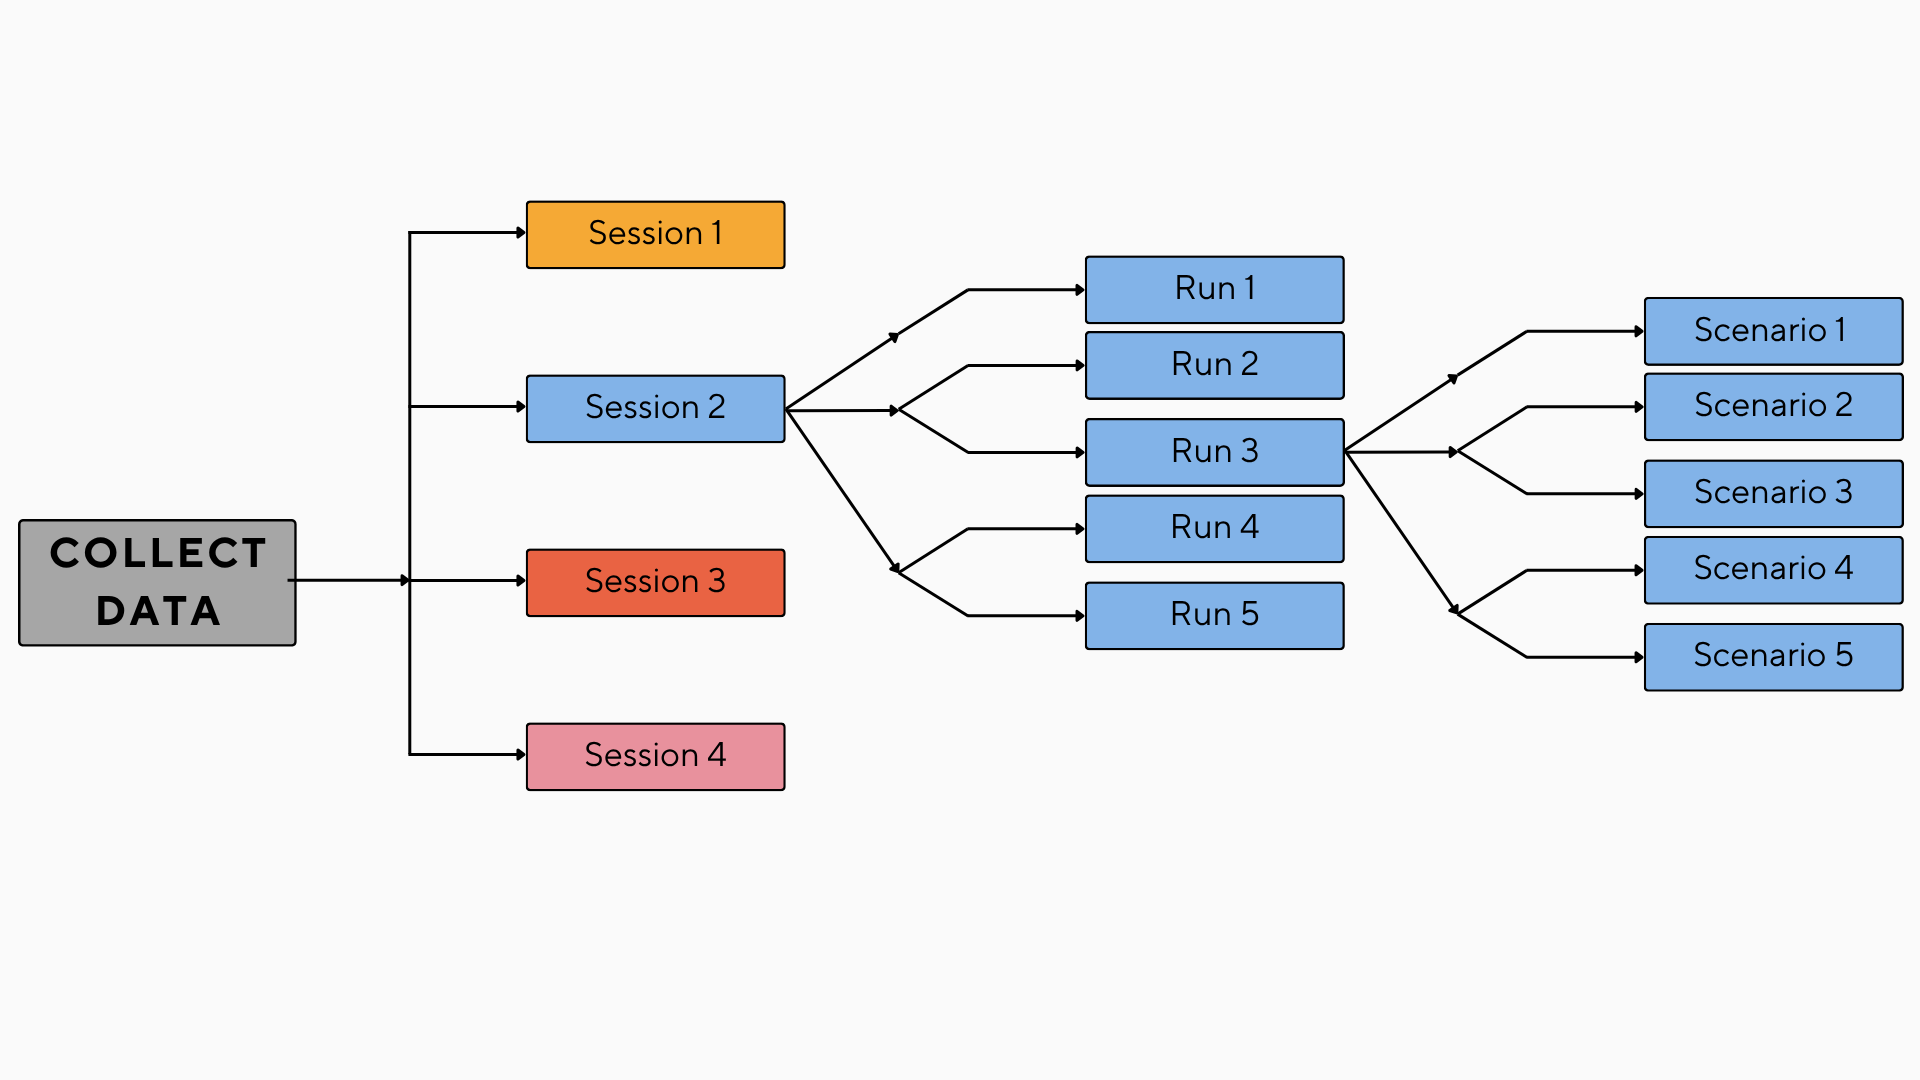 COLLECT
DATA
Session 1
Session 2
Session 3
Session 4
Run 1
Run 2
Run 3
Run 4
Run 5
Scenario 1
Scenario 2
Scenario 3
Scenario 4
Scenario 5